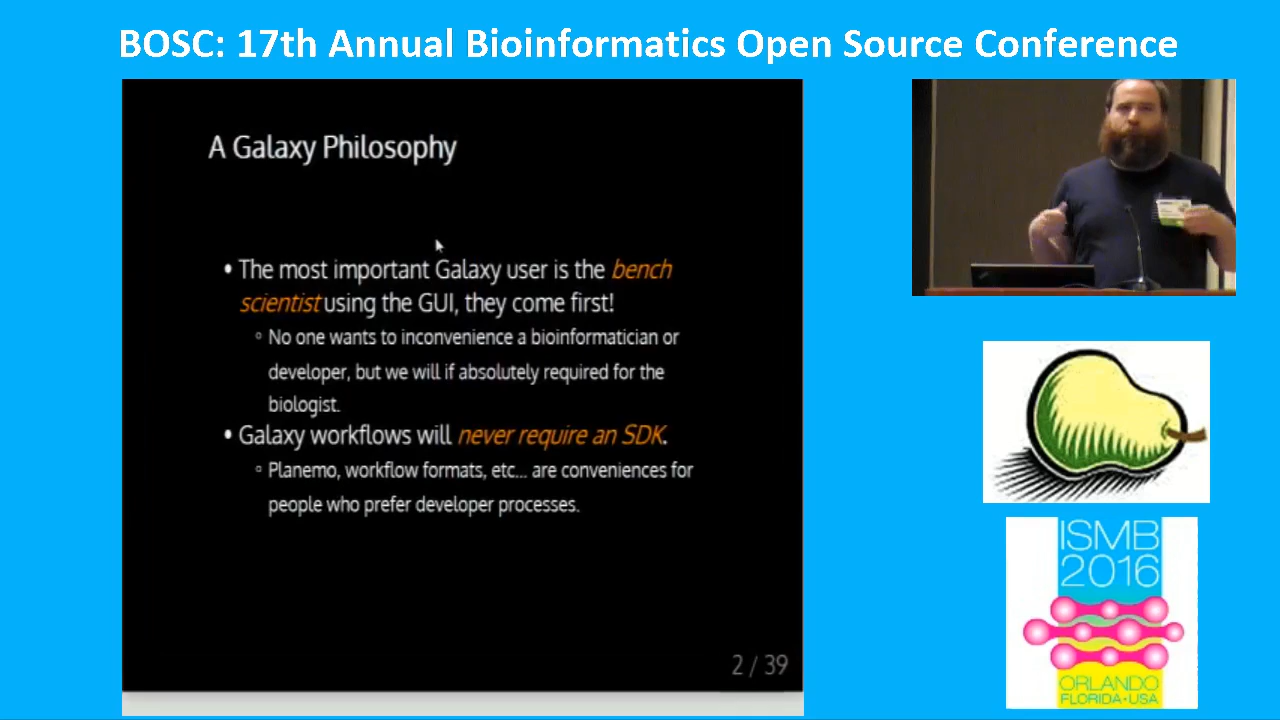 BOSC: 17th Annual Bioinformatics Open Source Conference
A Galaxy Philosophy
• The most important Galaxy user is the bench
scientist using the GUI, they come first!
◦ No one wants to inconvenience a bioinformatician or
developer, but we will if absolutely required for the
biologist.
• Galaxy workflows will never require an SDK.
◦ Planemo, workflow formats, etc... are conveniences for
people who prefer developer processes.
2 / 39
ISMB
2016
ORLANDO
FLORIDA•USA